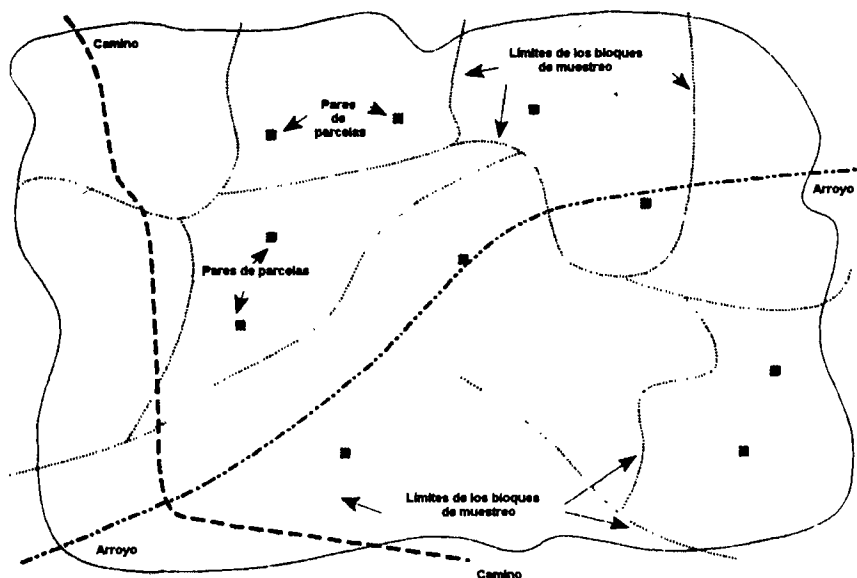 Camino
Límites de los bloques
de muestreo
Pares
de
parcelas
Arroyo
Pares de parcelas
Límites de los bloques
de muestreo
Arroyo
Camino